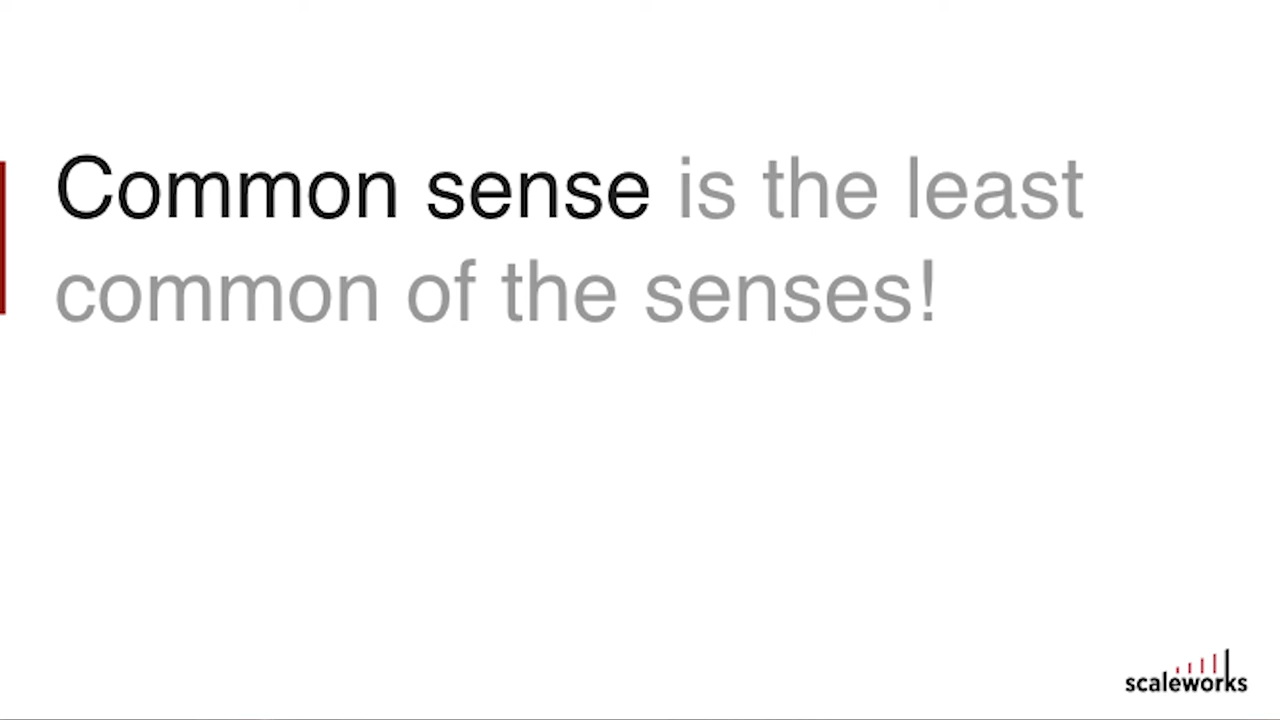 Common sense is the least
common of the senses!
scaleworks